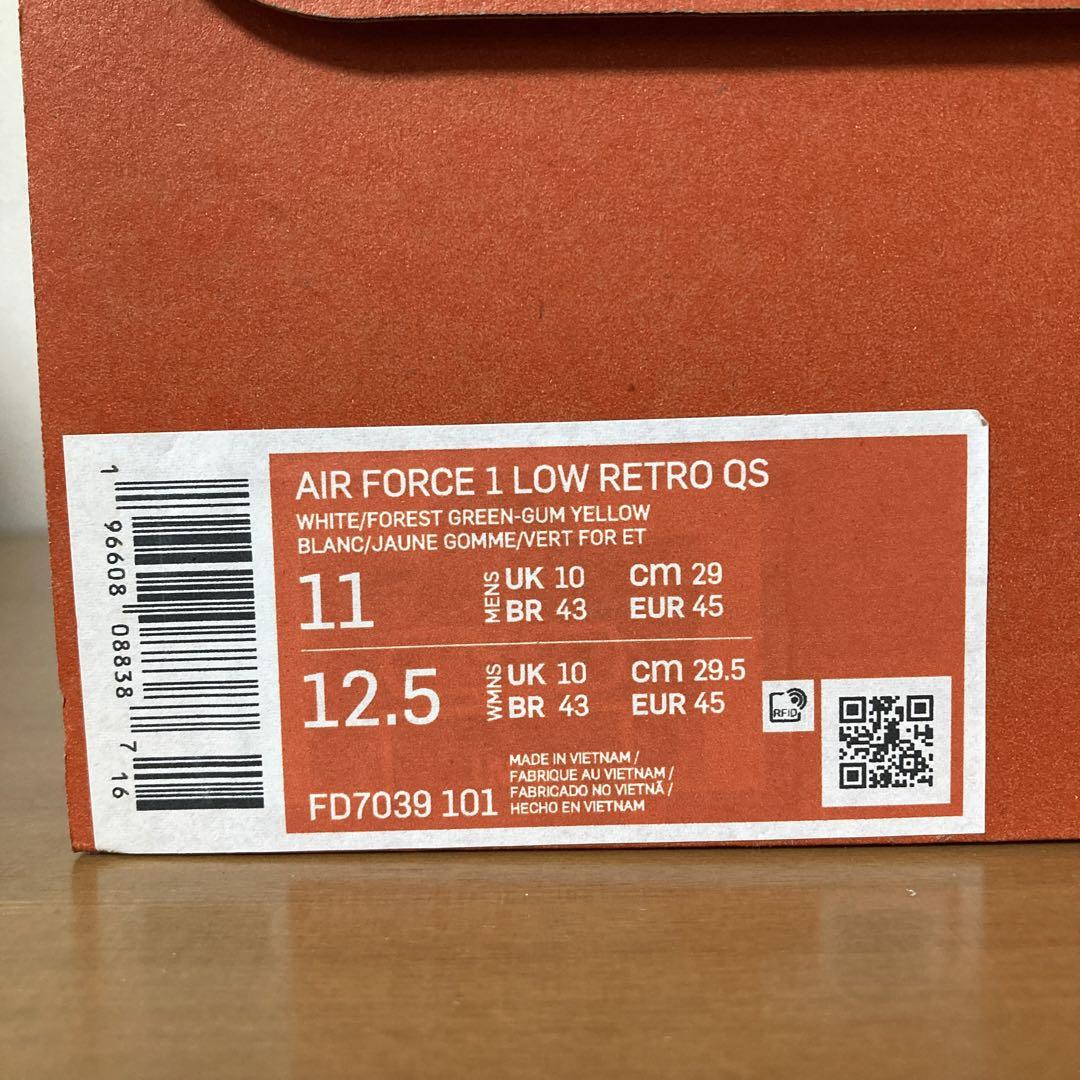 AIR FORCE 1 LOW RETRO QS
WHITE/FOREST GREEN-GUM YELLOW
BLANC/JAUNE GOMME/VERT FOR ET
11 MENS UK 10 cm 29
BR 43 EUR 45
12.5 WMNS UK 10 cm 29.5
BR 43 EUR 45
RFID
MADE IN VIETNAM /
FABRIQUE AU VIETNAM /
FABRICADO NO VIETNÃ /
HECHO EN VIETNAM
FD7039 101
1 96608 08838 7 16